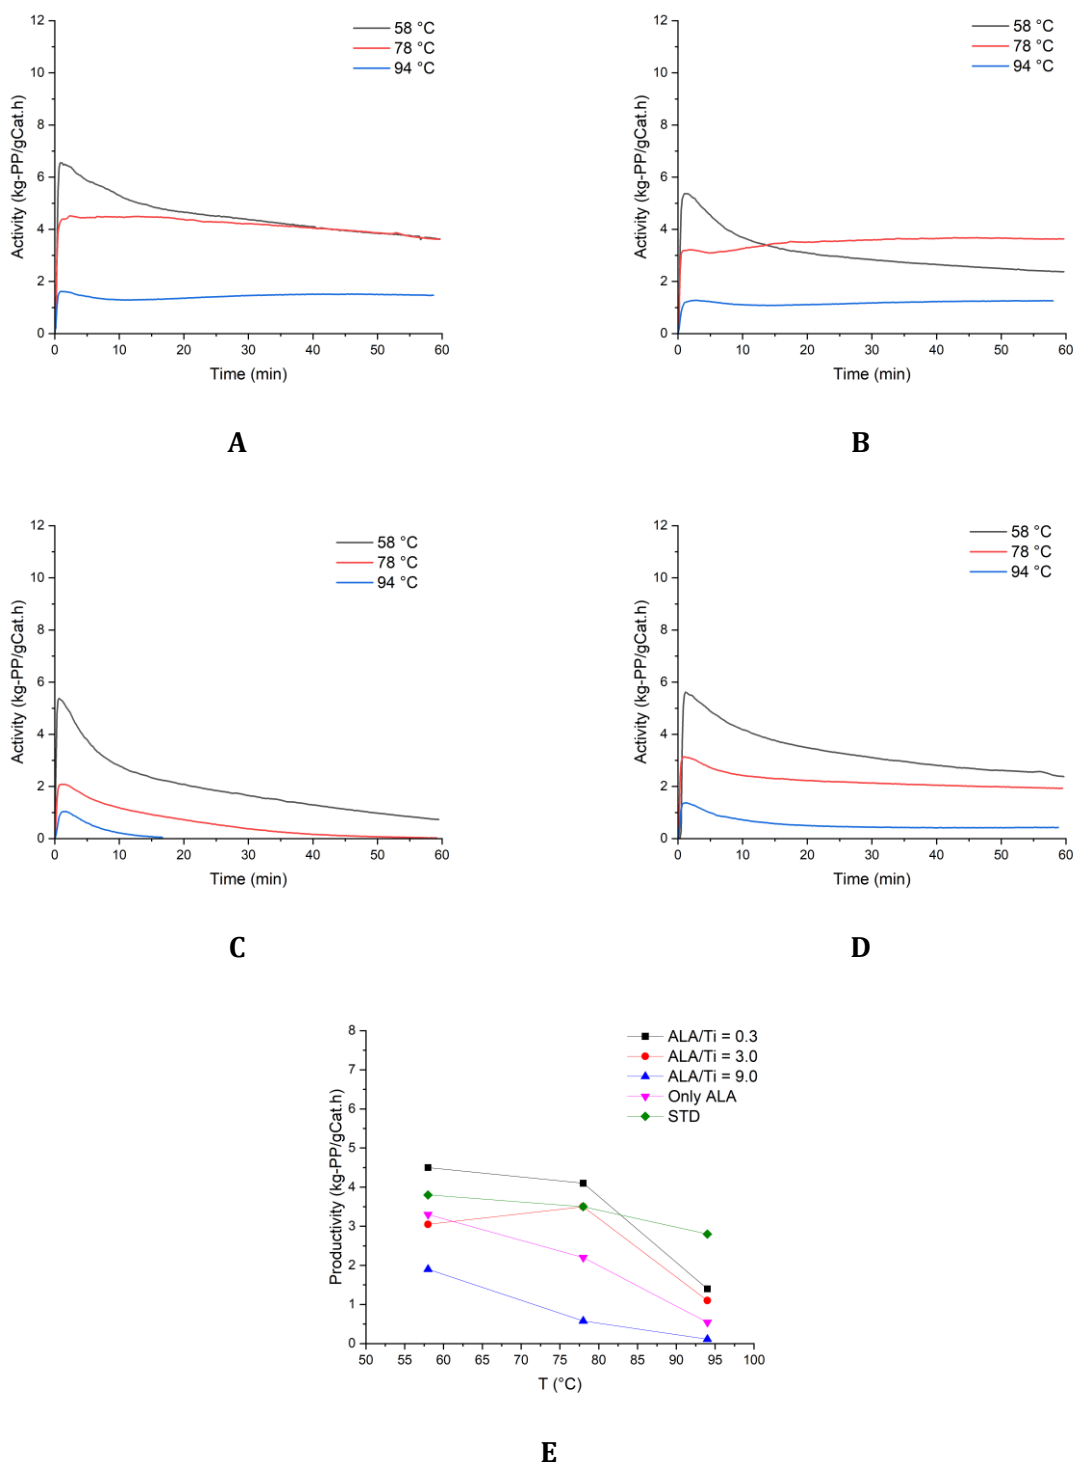 12
10
8
6
4
2
0
Activity (kg-PP/gCat.h)
58 °C
78 °C
94 °C
0 10 20 30 40 50 60
Time (min)
A
12
10
8
6
4
2
0
Activity (kg-PP/gCat.h)
58 °C
78 °C
94 °C
0 10 20 30 40 50 60
Time (min)
B
12
10
8
6
4
2
0
Activity (kg-PP/gCat.h)
58 °C
78 °C
94 °C
0 10 20 30 40 50 60
Time (min)
C
12
10
8
6
4
2
0
Activity (kg-PP/gCat.h)
58 °C
78 °C
94 °C
0 10 20 30 40 50 60
Time (min)
D
8
7
6
5
4
3
2
1
0
Productivity (kg-PP/gCat.h)
ALA/Ti = 0.3
ALA/Ti = 3.0
ALA/Ti = 9.0
Only ALA
STD
50 55 60 65 70 75 80 85 90 95 100
T (°C)
E